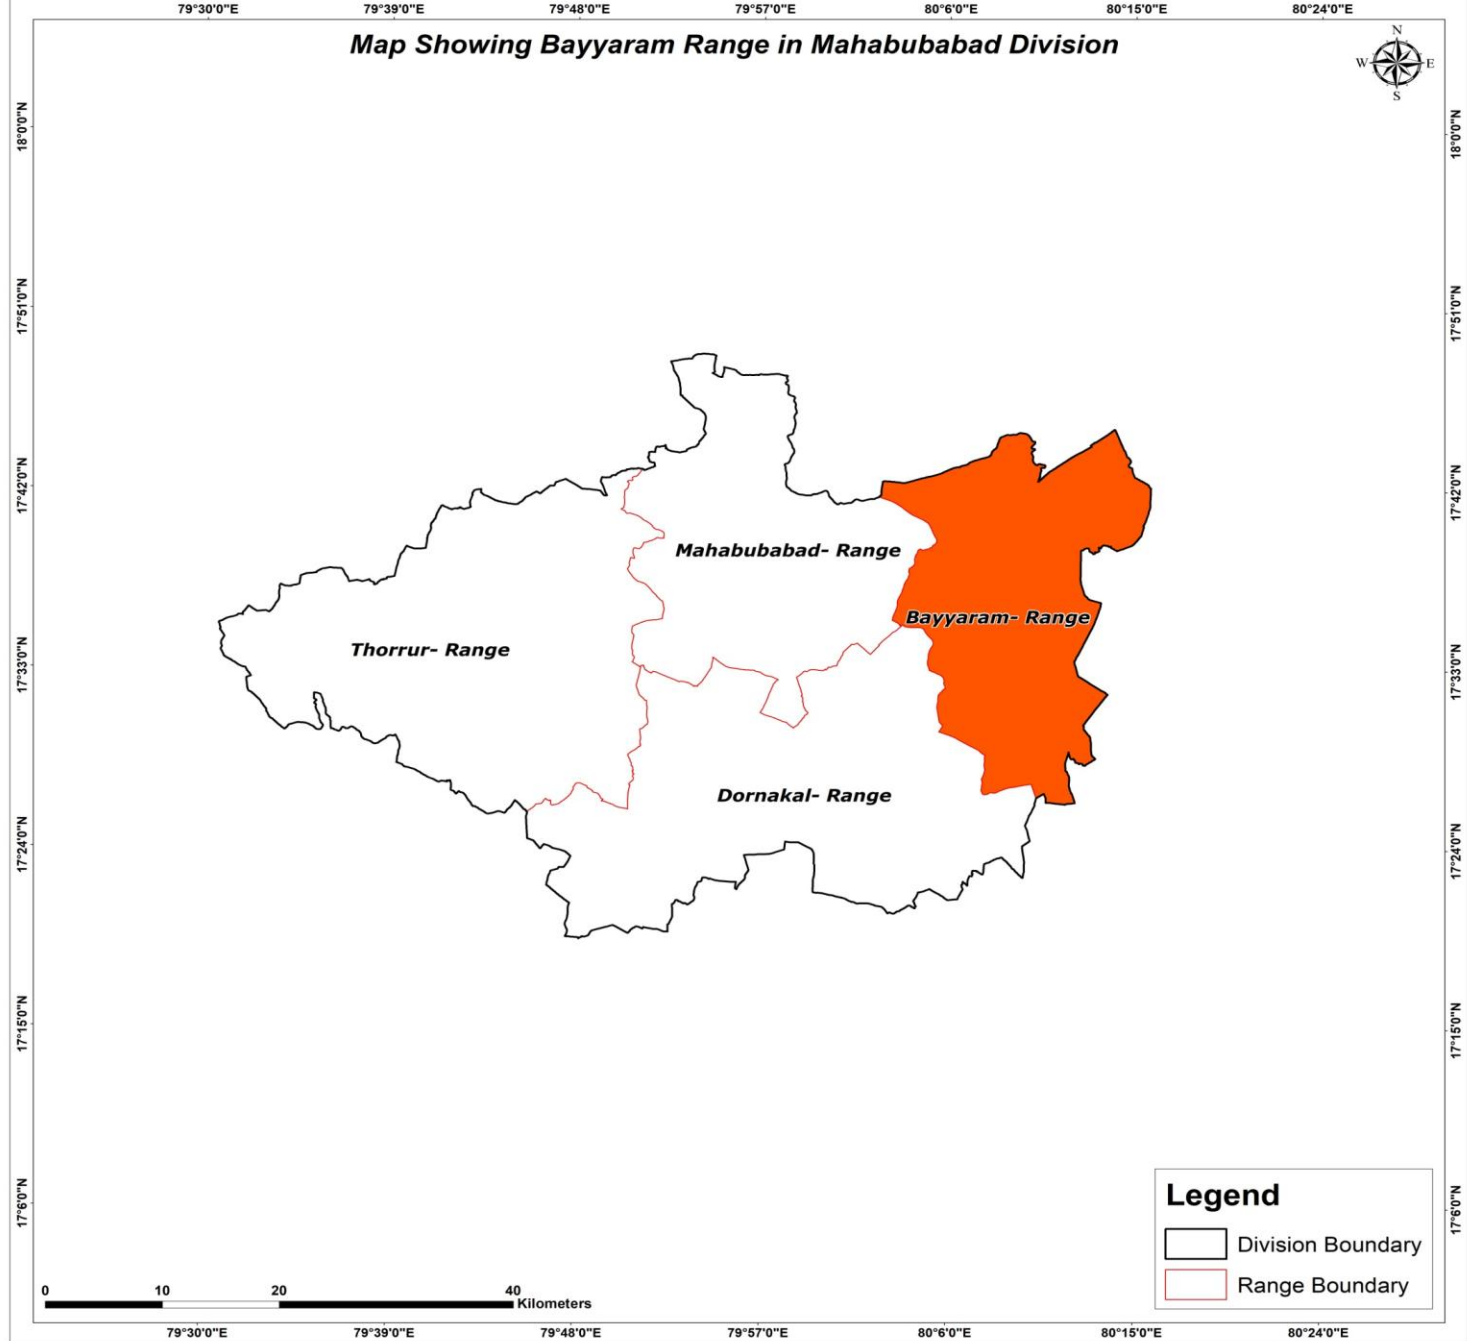 79°30'0"E 79°39'0"E 79°48'0"E 79°57'0"E 80°6'0"E 80°15'0"E 80°24'0"E
Map Showing Bayyaram Range in Mahabubabad Division
N
W E
S
18°0'0"N 18°0'0"N
17°51'0"N 17°51'0"N
17°42'0"N 17°42'0"N
Mahabubabad- Range
Bayyaram- Range
Thorrur- Range
17°33'0"N 17°33'0"N
Dornakal- Range
17°24'0"N 17°24'0"N
17°15'0"N 17°15'0"N
17°6'0"N 17°6'0"N
Legend
Division Boundary
Range Boundary
0 10 20 40
Kilometers
79°30'0"E 79°39'0"E 79°48'0"E 79°57'0"E 80°6'0"E 80°15'0"E 80°24'0"E